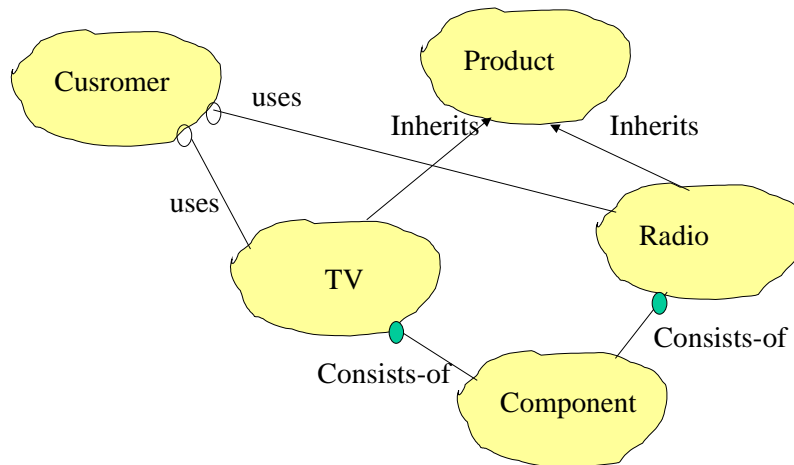 Product
Cusromer
uses
Inherits
Inherits
uses
Radio
TV
Consists-of
Consists-of
Component